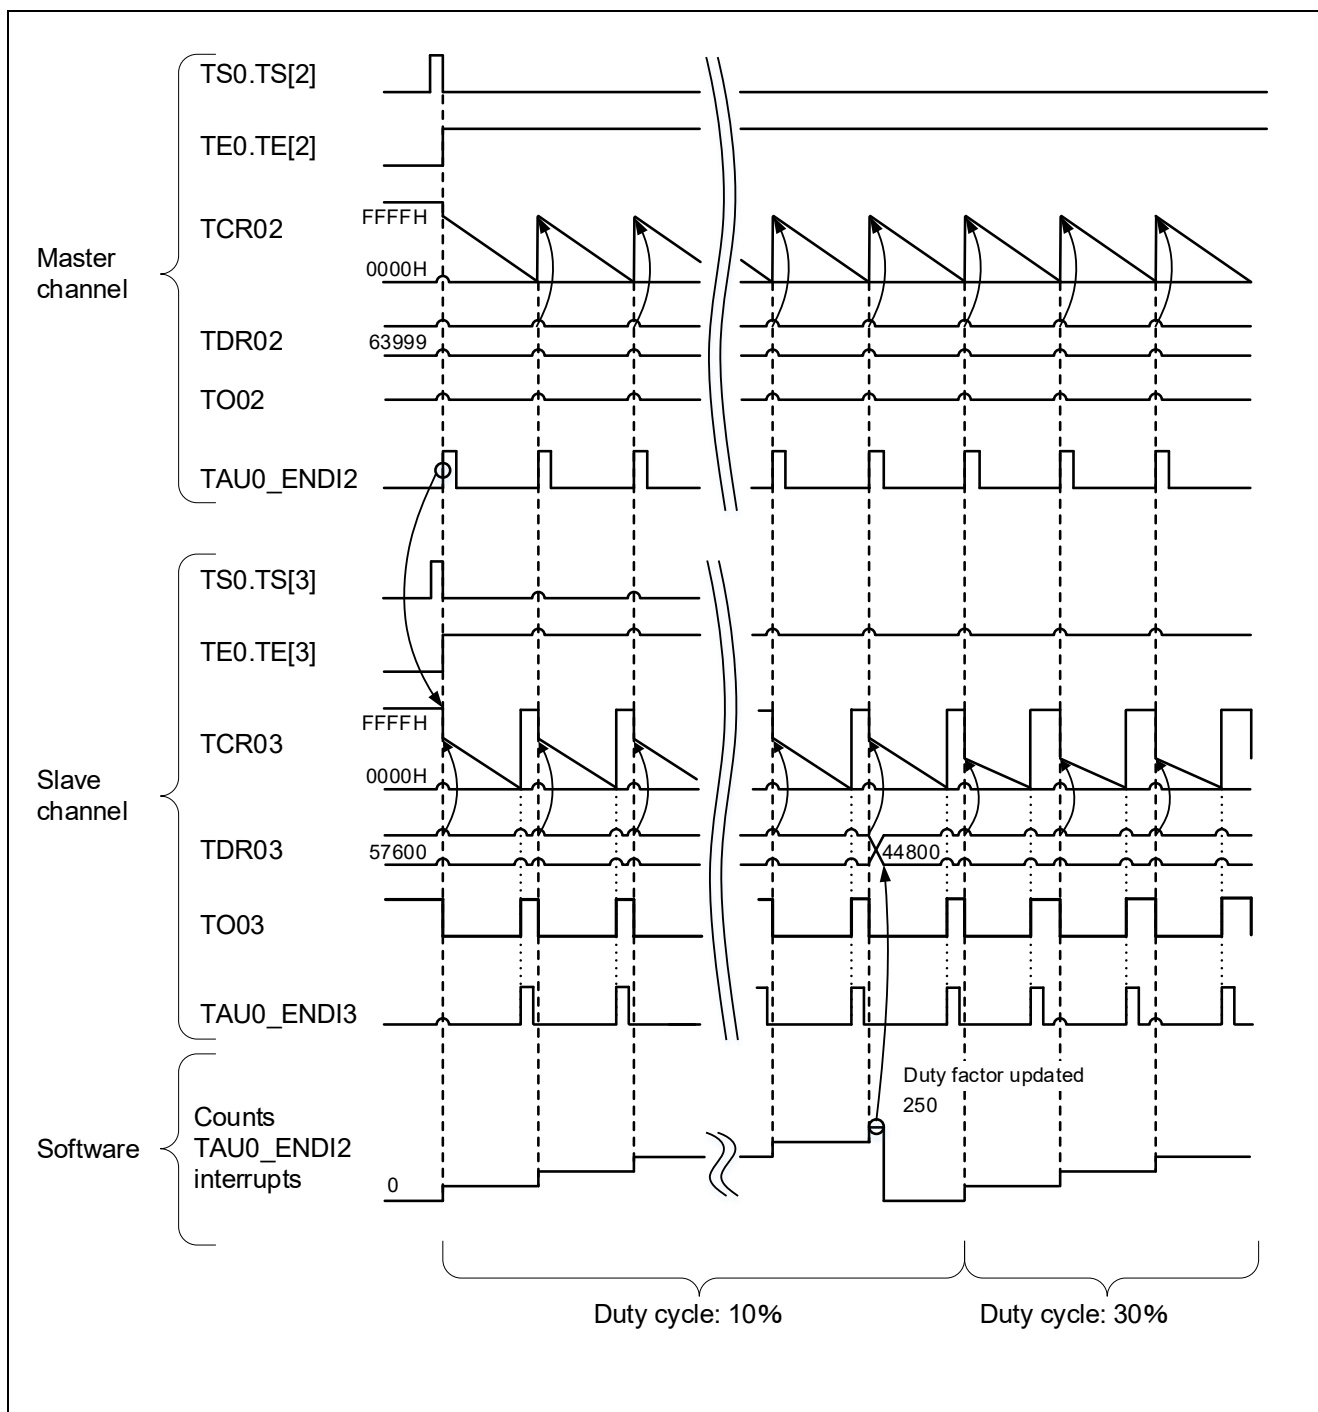 TS0.TS[2]
TE0.TE[2]
FFFFH
TCR02
Master
channel
0000H
TDR02
63999
TO02
TAU0_ENDI2
TS0.TS[3]
TE0.TE[3]
FFFFH
TCR03
0000H
Slave
channel
TDR03
57600
44800
TO03
TAU0_ENDI3
Duty factor updated
250
Software
Counts
TAU0_ENDI2
interrupts
0
Duty cycle: 10%
Duty cycle: 30%